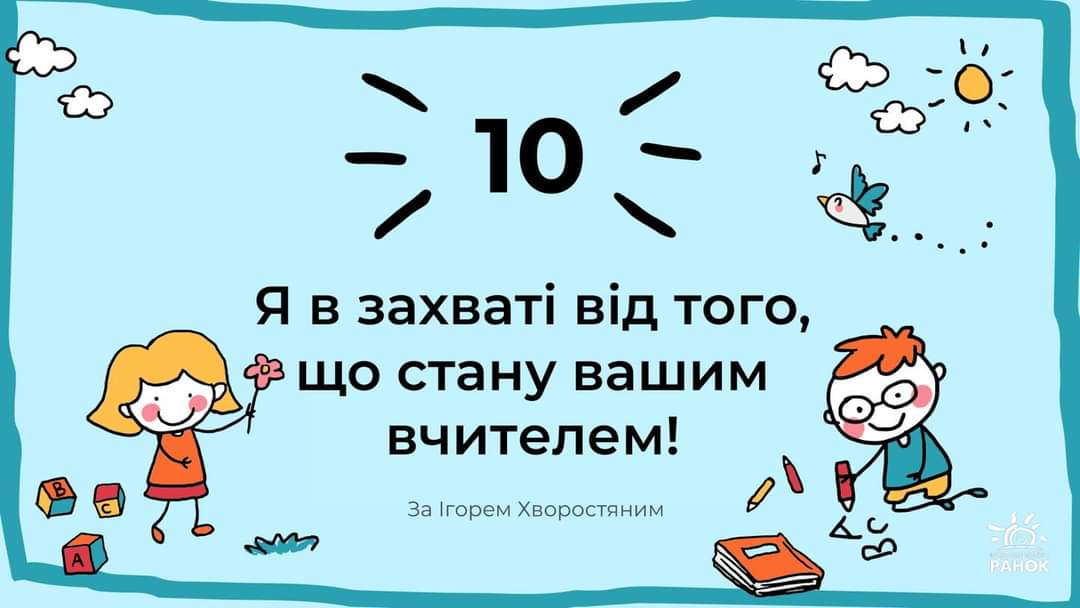 10
Я в захваті від того,
що стану вашим
вчителем!
За Ігорем Хворостяним
B
C
A
A
B
C
РАНОК